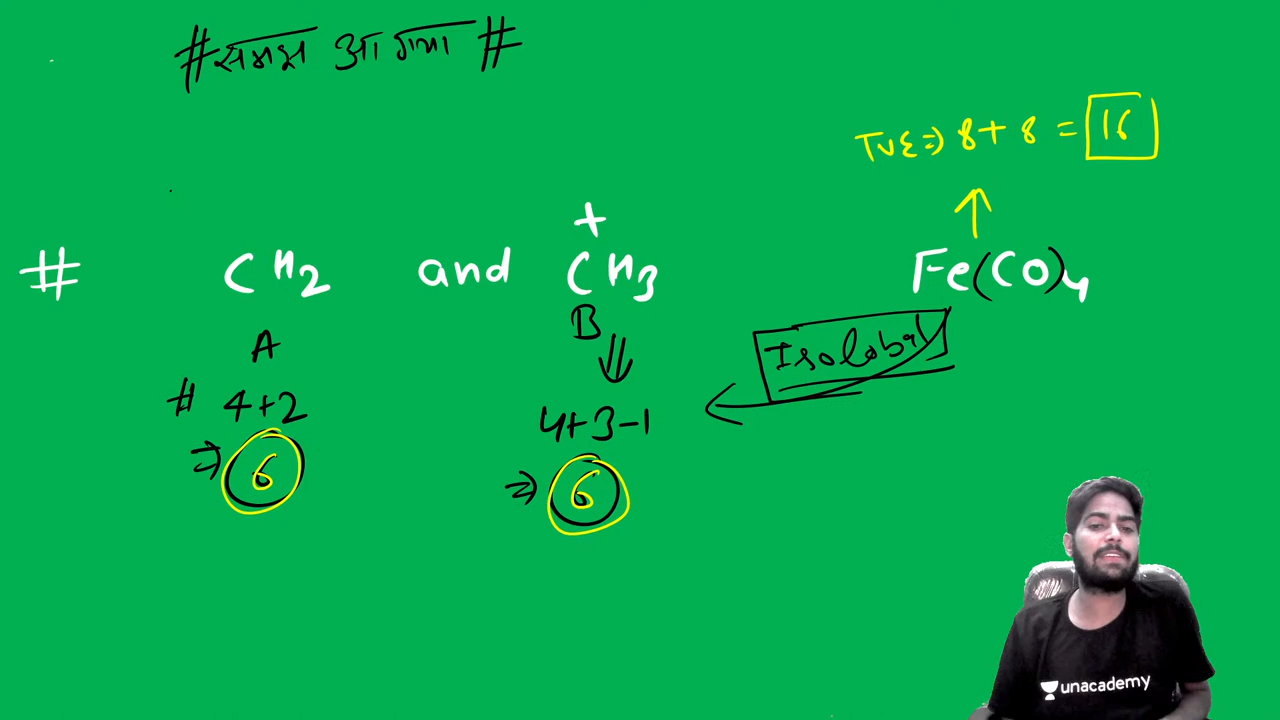 #समझ आ गया #
TVE⇒ 8+8 = 16
↑
# CH2 and C+H3 Fe(CO)4
A B ⇓ Isolobal
# 4+2 4+3-1 ←
⇒ 6 ⇒ 6
unacademy